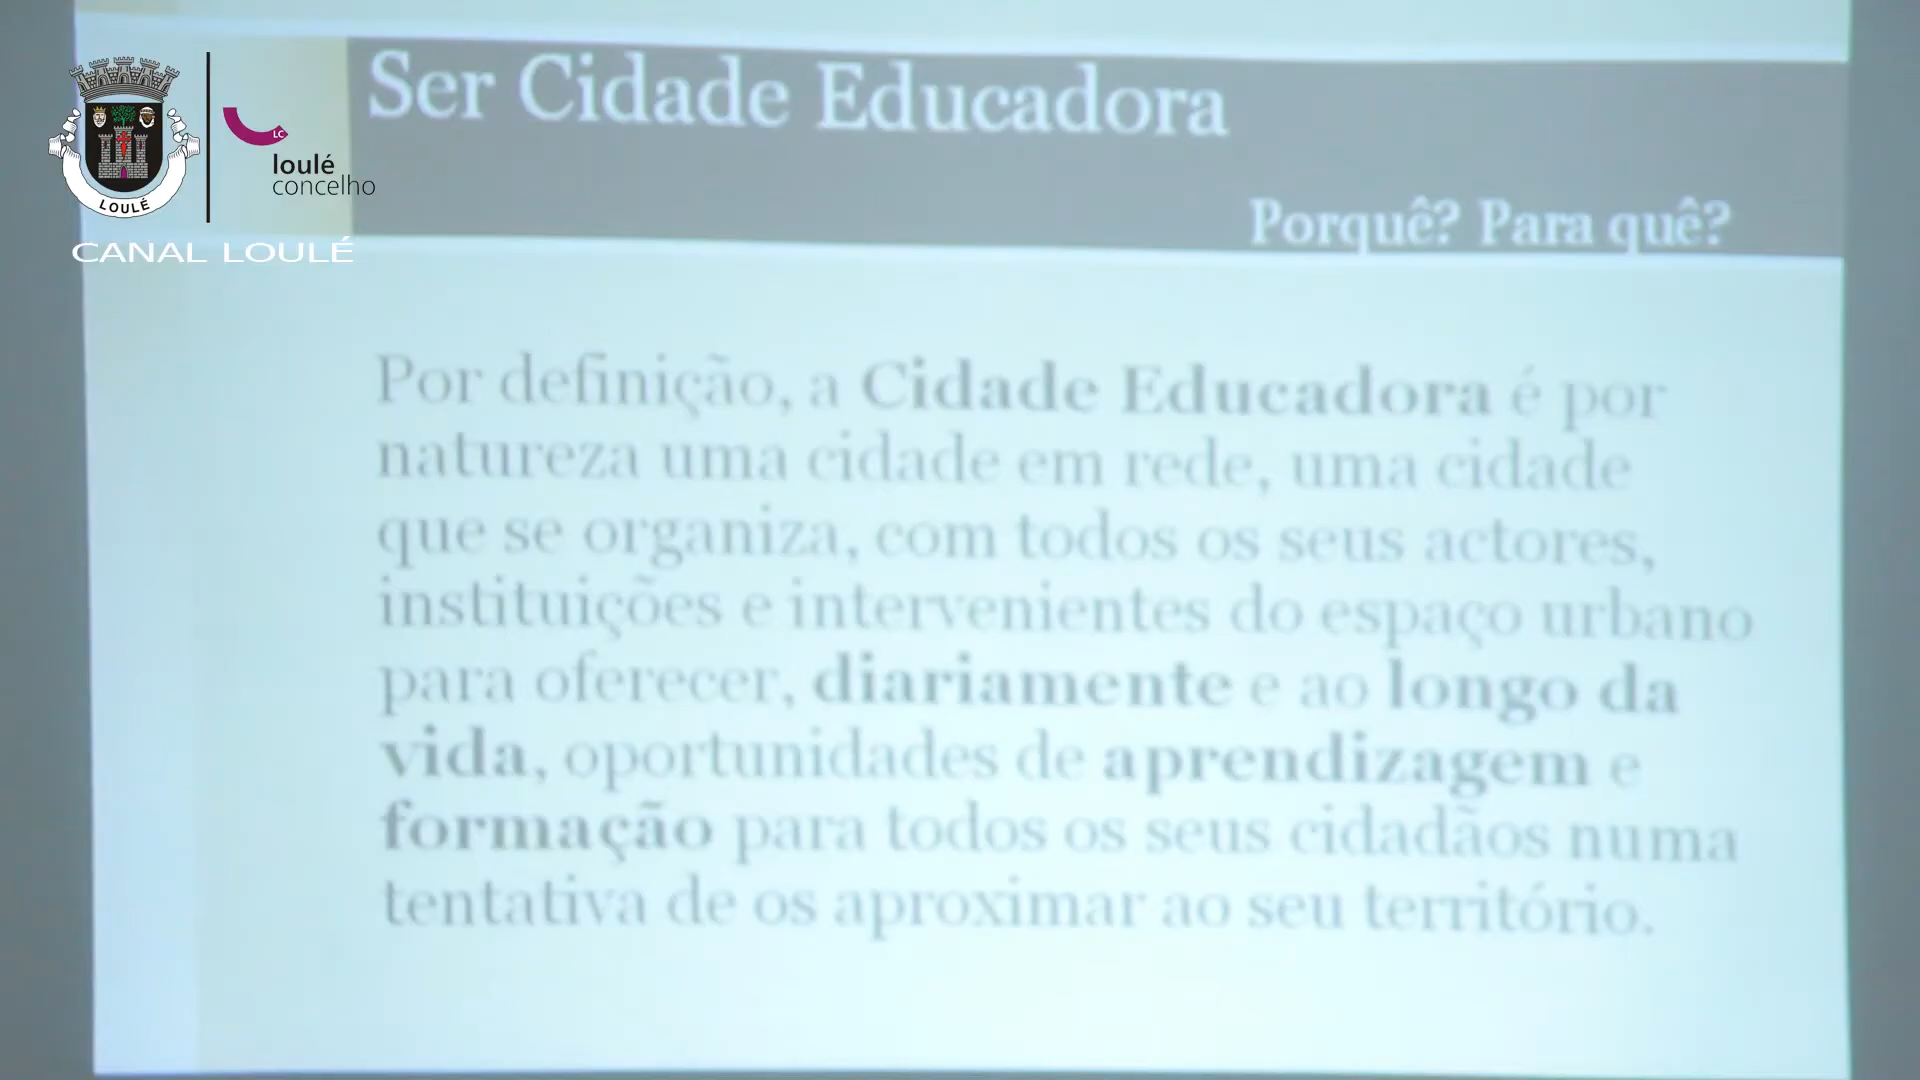 Ser Cidade Educadora
LC
loulé
concelho
LOULÉ
Porquê? Para quê?
CANAL LOULÉ
Por definição, a Cidade Educadora é por
natureza uma cidade em rede, uma cidade
que se organiza, com todos os seus actores,
instituições e intervenientes do espaço urbano
para oferecer, diariamente e ao longo da
vida, oportunidades de aprendizagem e
formação para todos os seus cidadãos numa
tentativa de os aproximar ao seu território.